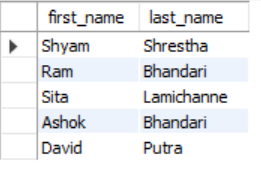 first_name last_name
Shyam Shrestha
Ram Bhandari
Sita Lamichanne
Ashok Bhandari
David Putra